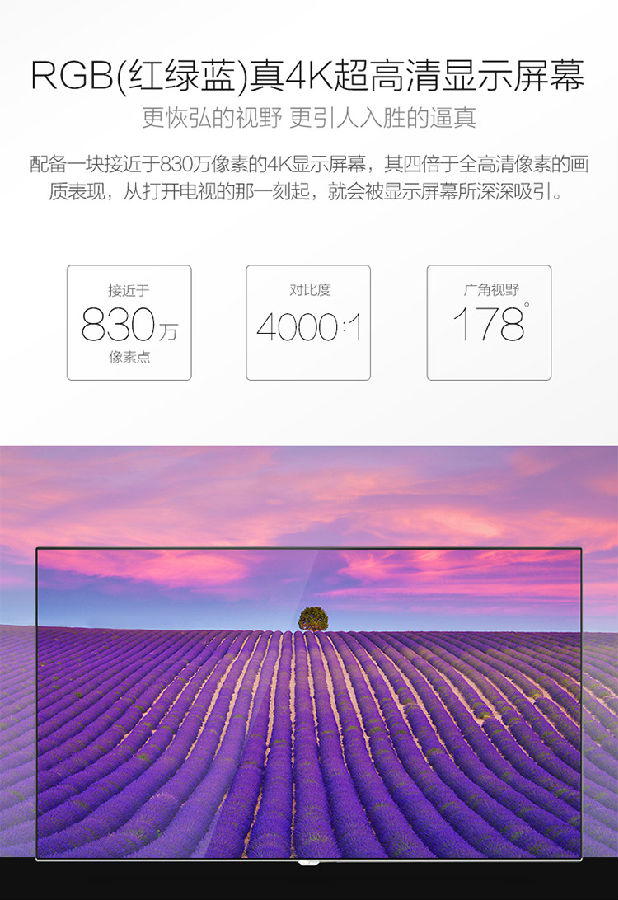 RGB(红绿蓝)真4K超高清显示屏幕
更恢弘的视野 更引人入胜的逼真
配备一块接近于830万像素的4K显示屏幕，其四倍于全高清像素的画
质表现，从打开电视的那一刻起，就会被显示屏幕所深深吸引。
接近于
830万
像素点
对比度
4000:1
广角视野
178°